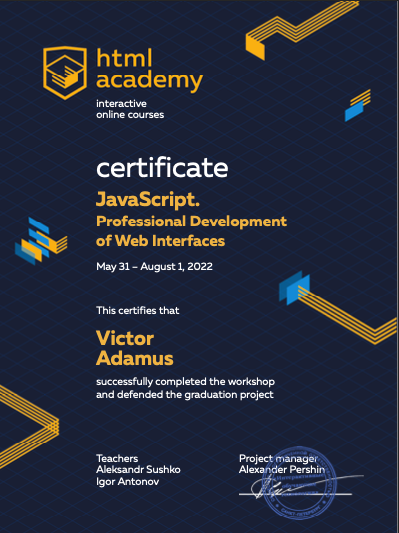 html
academy
interactive
online courses
certificate
JavaScript.
Professional Development
of Web Interfaces
May 31 – August 1, 2022
This certifies that
Victor
Adamus
successfully completed the workshop
and defended the graduation project
Teachers
Aleksandr Sushko
Igor Antonov
Project manager
Alexander Pershin